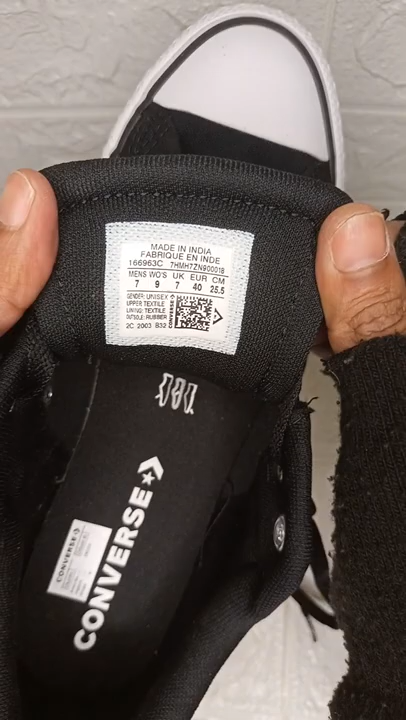 MADE IN INDIA
FABRIQUE EN INDE
166963C 7HMH7ZN900018
MENS WO'S UK EUR CM
7 9 7 40 25.5
GENDER: UNISEX
UPPER: TEXTILE
LINING: TEXTILE
OUTSOLE: RUBBER
2C 2003 B32
CONVERSE
CONVERSE
CONVERSE